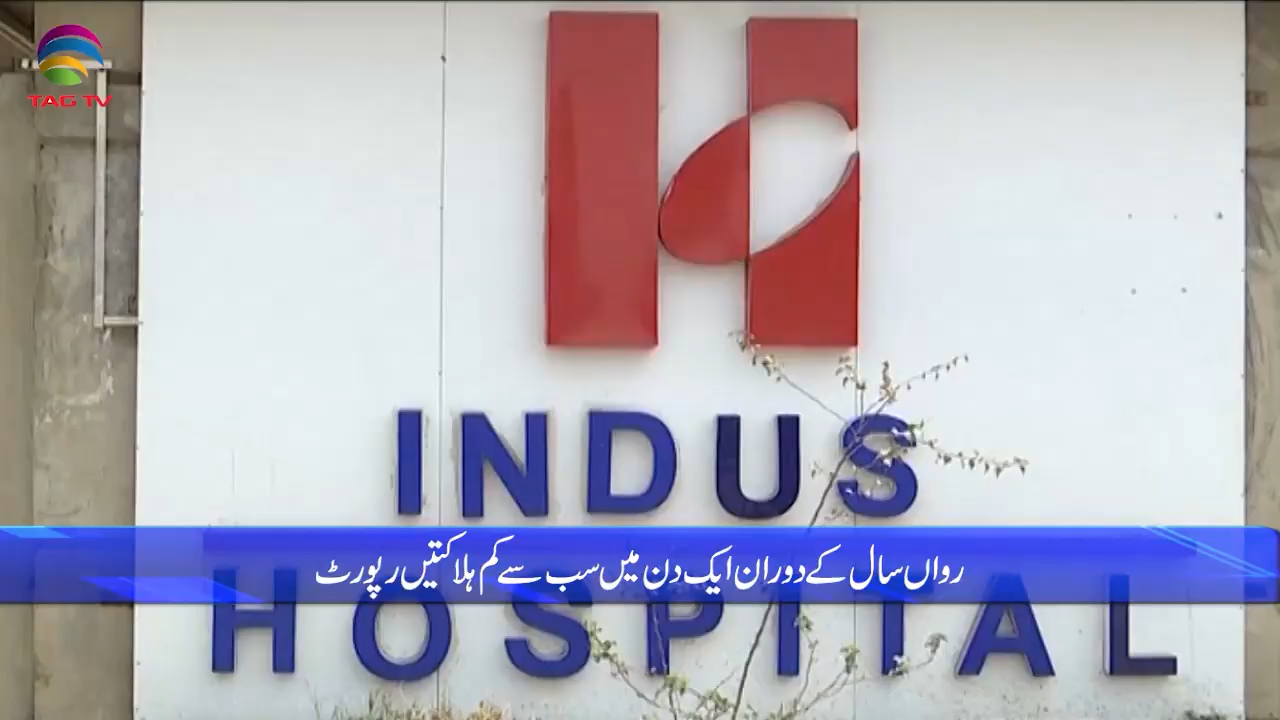 TAG TV
INDUS
رواں سال کے دوران ایک دن میں سب سے کم ہلاکتیں رپورٹ
HOSPITAL